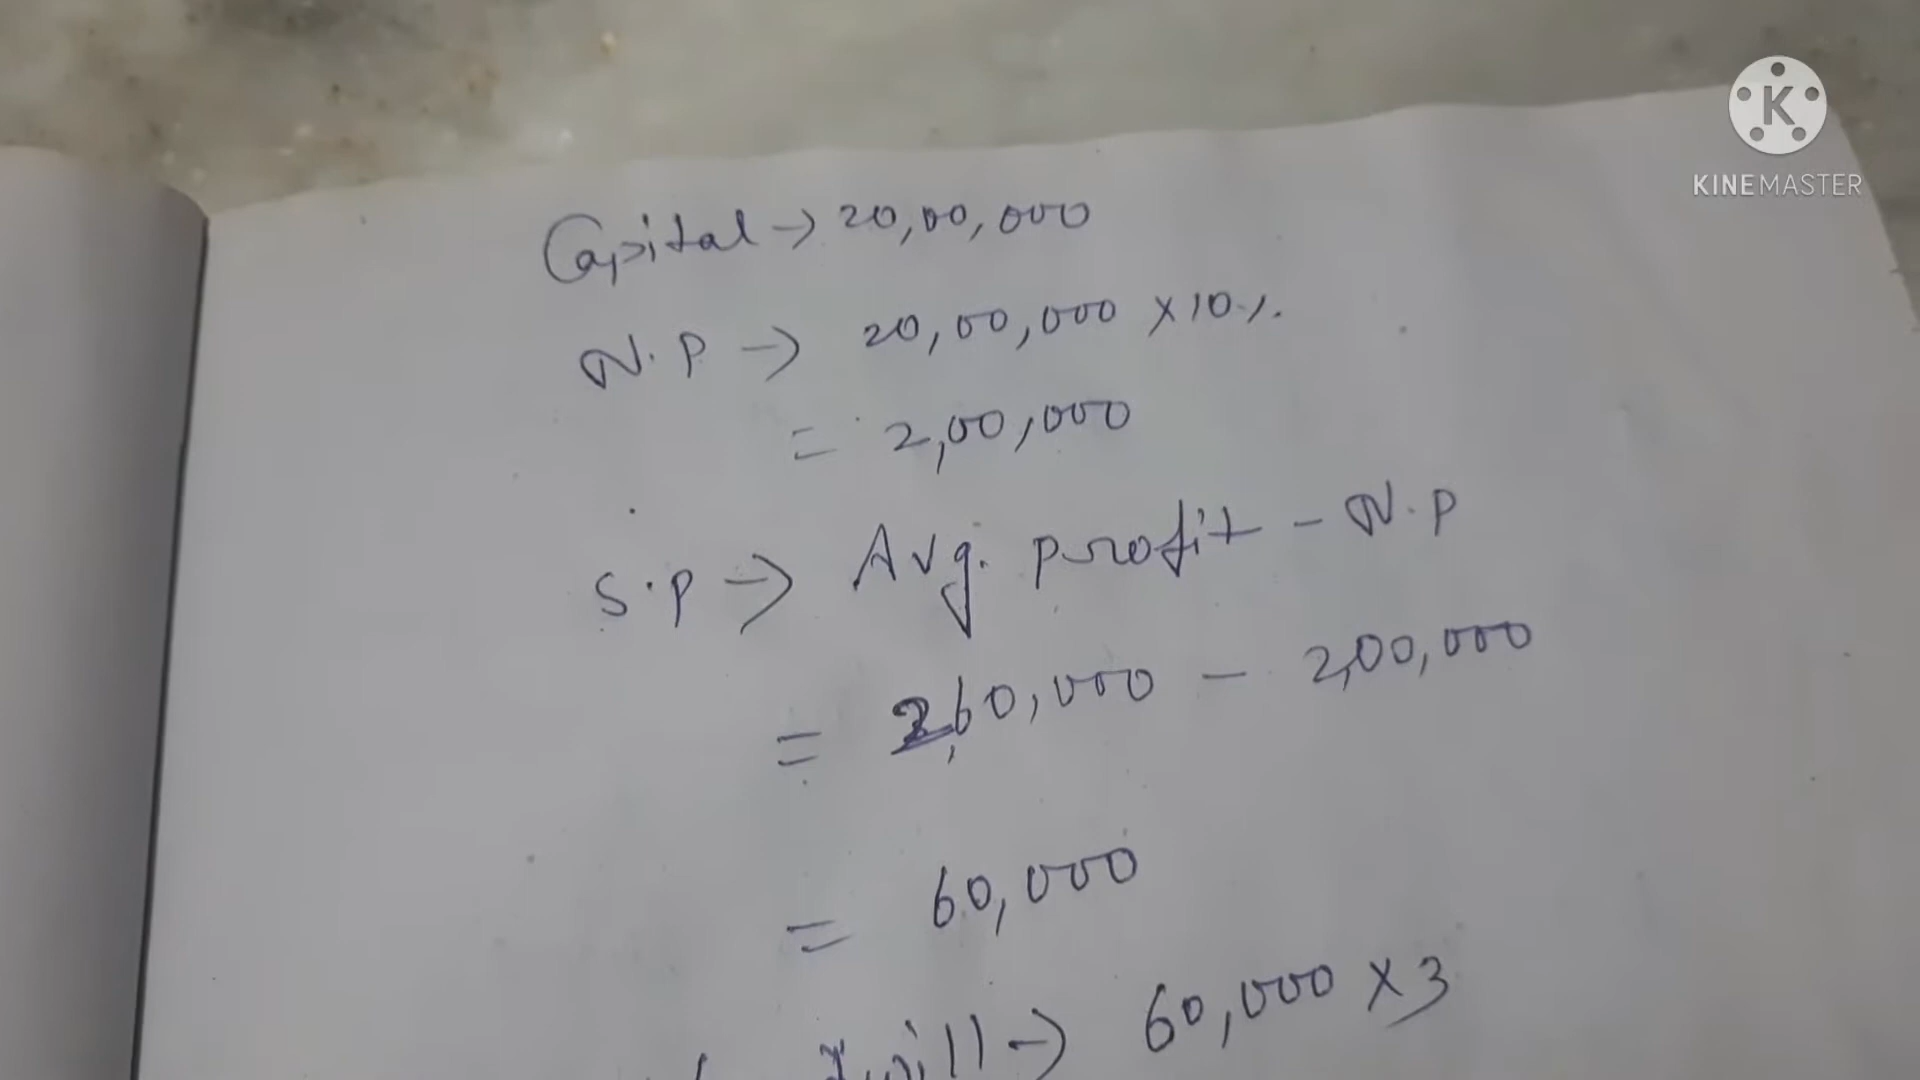 K
KINEMASTER
Capital → 20,00,000
N.P → 20,00,000 × 10%
= 2,00,000
S.P → Avg. profit - N.P
= 2,60,000 - 2,00,000
= 60,000
→ 60,000 × 3